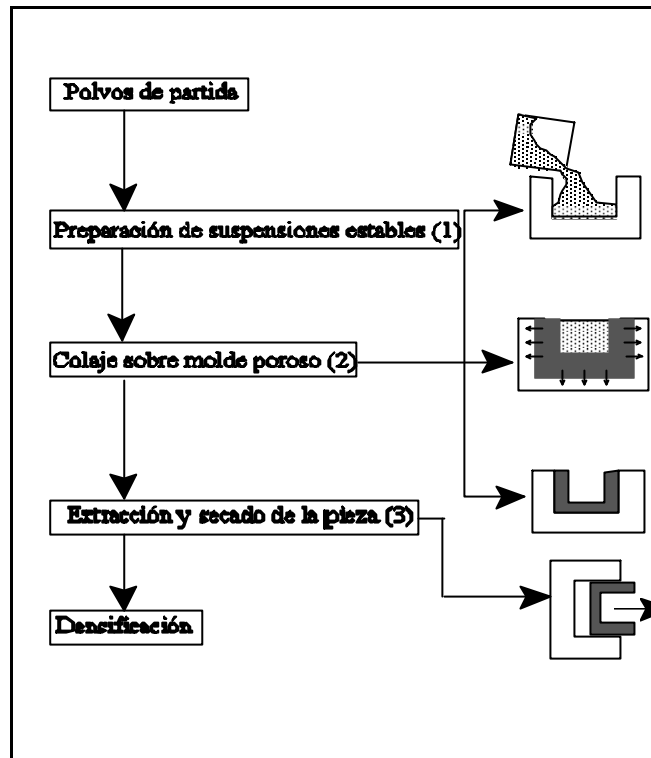 Polvos de partida
Preparación de suspensiones estables (1)
Colaje sobre molde poroso (2)
Extracción y secado de la pieza (3)
Densificación